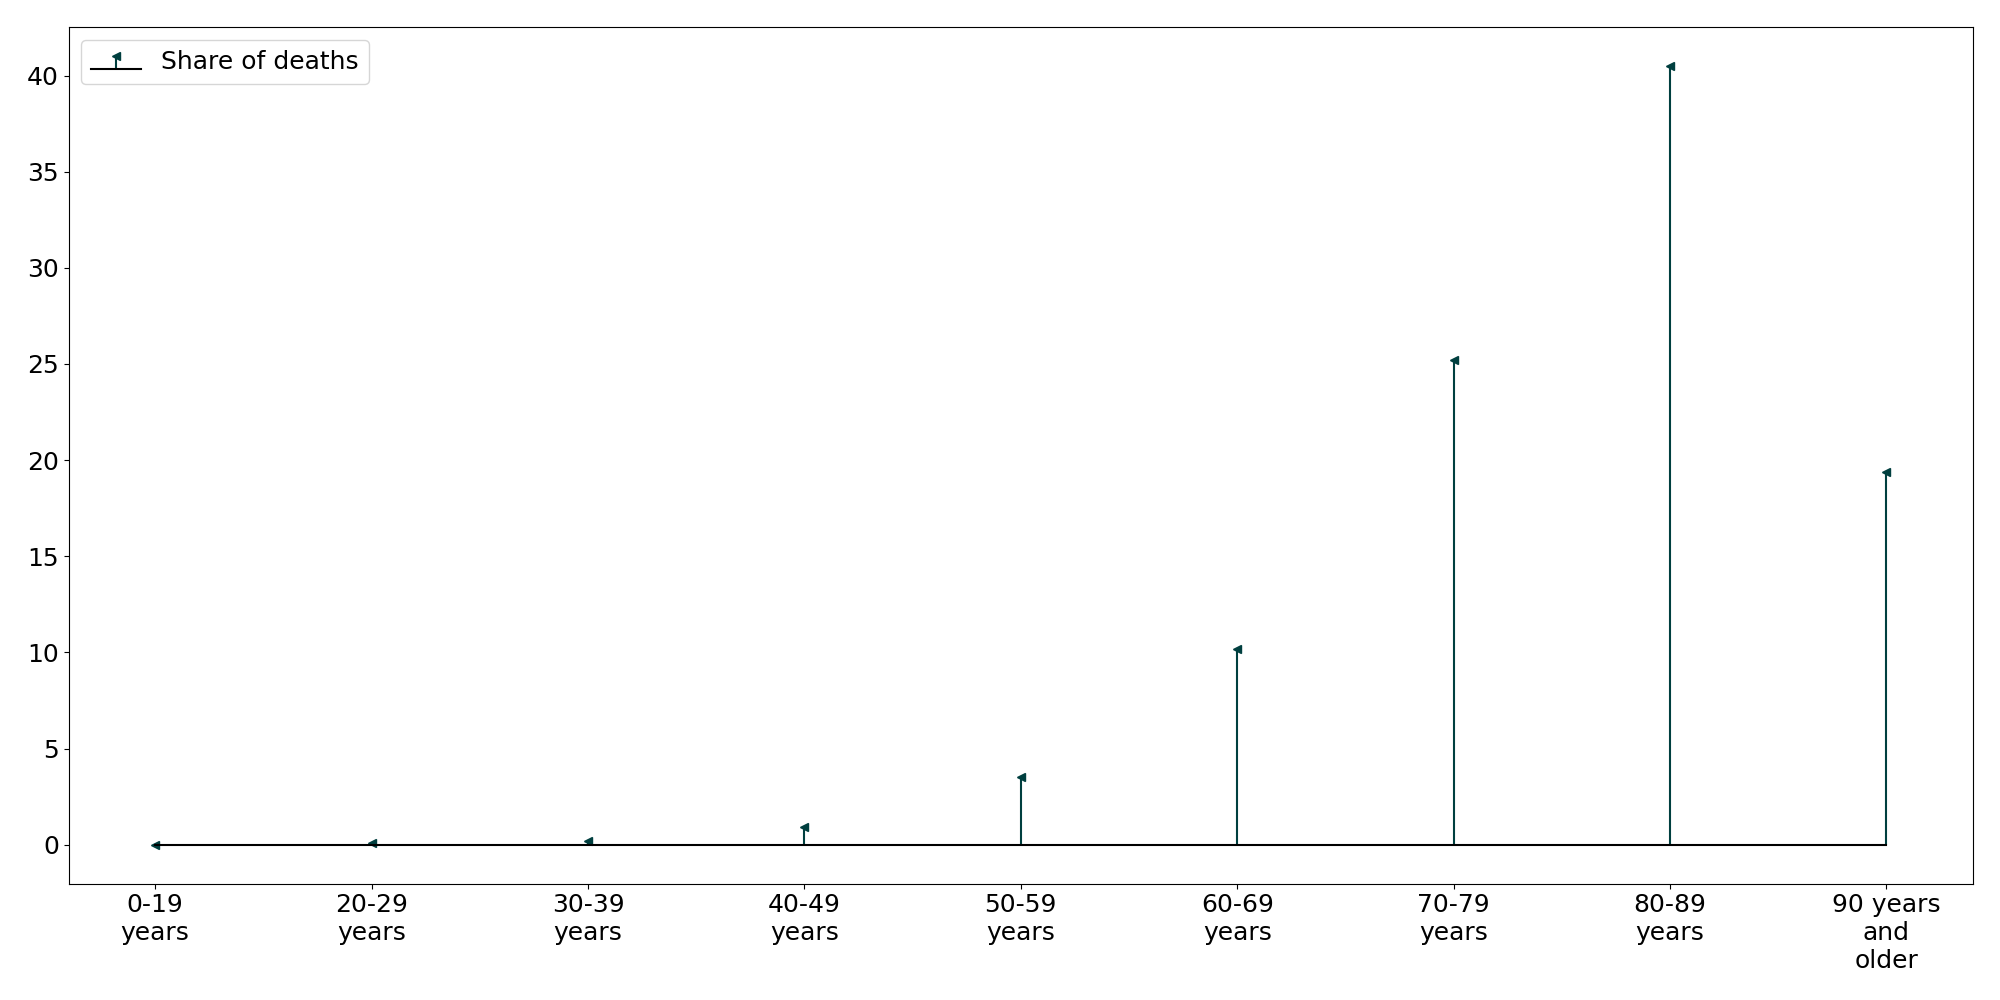 Share of deaths
40
35
30
25
20
15
10
5
0
0-19
years
20-29
years
30-39
years
40-49
years
50-59
years
60-69
years
70-79
years
80-89
years
90 years
and
older